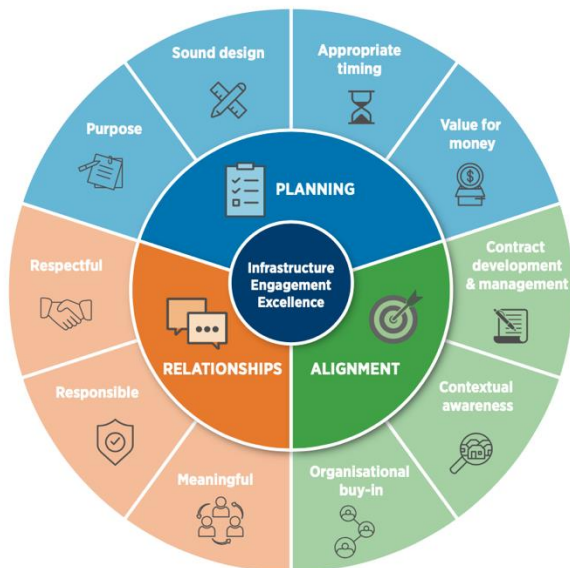 Sound design
Appropriate
timing
Purpose
Value for
money
PLANNING
Infrastructure
Engagement
Excellence
Respectful
Contract
development
& management
RELATIONSHIPS
ALIGNMENT
Responsible
Contextual
awareness
Meaningful
Organisational
buy-in